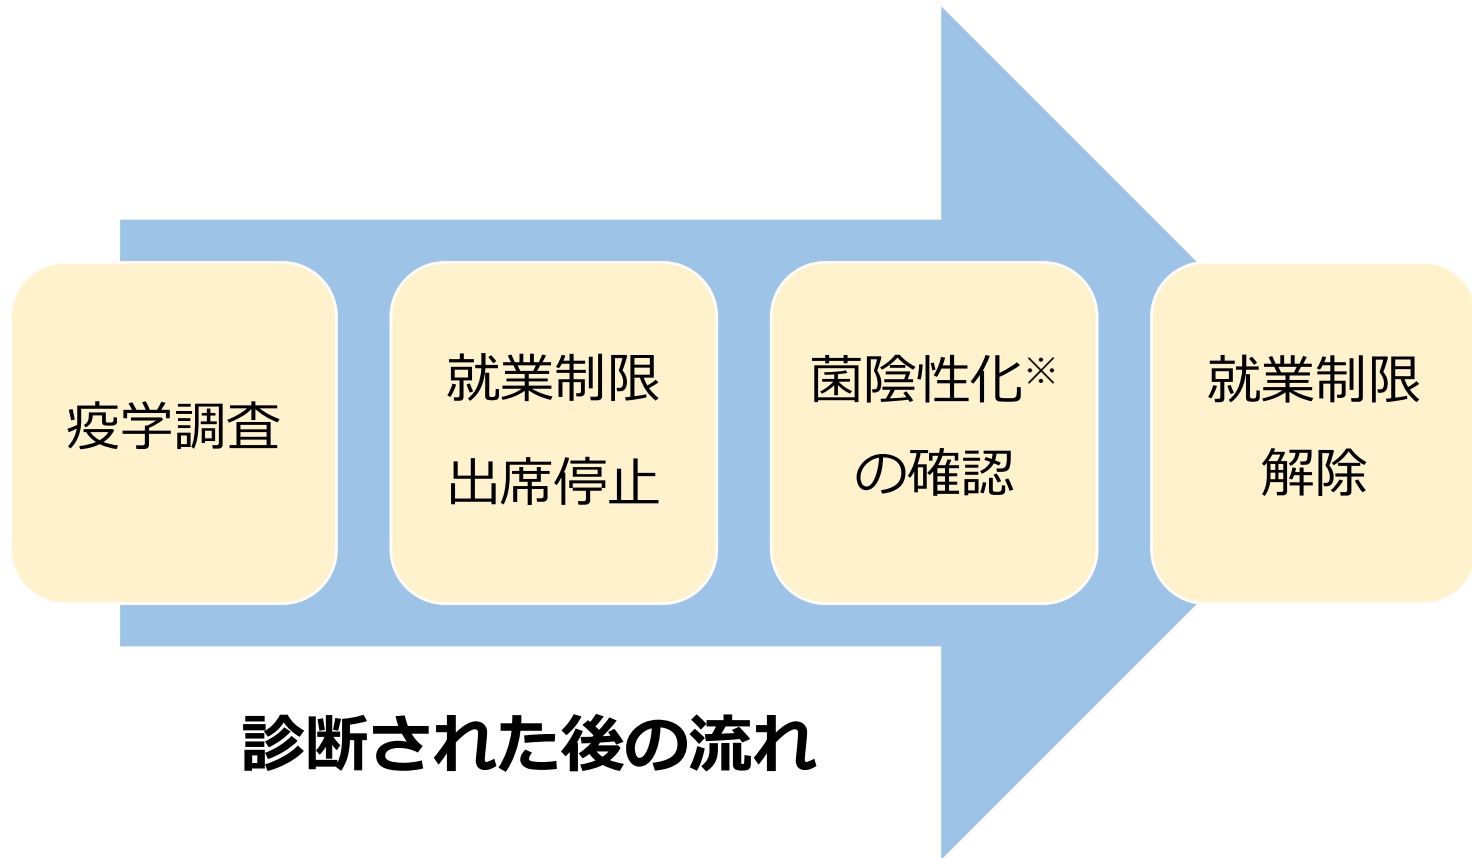 疫学調査
就業制限
出席停止
菌陰性化※
の確認
就業制限
解除
診断された後の流れ